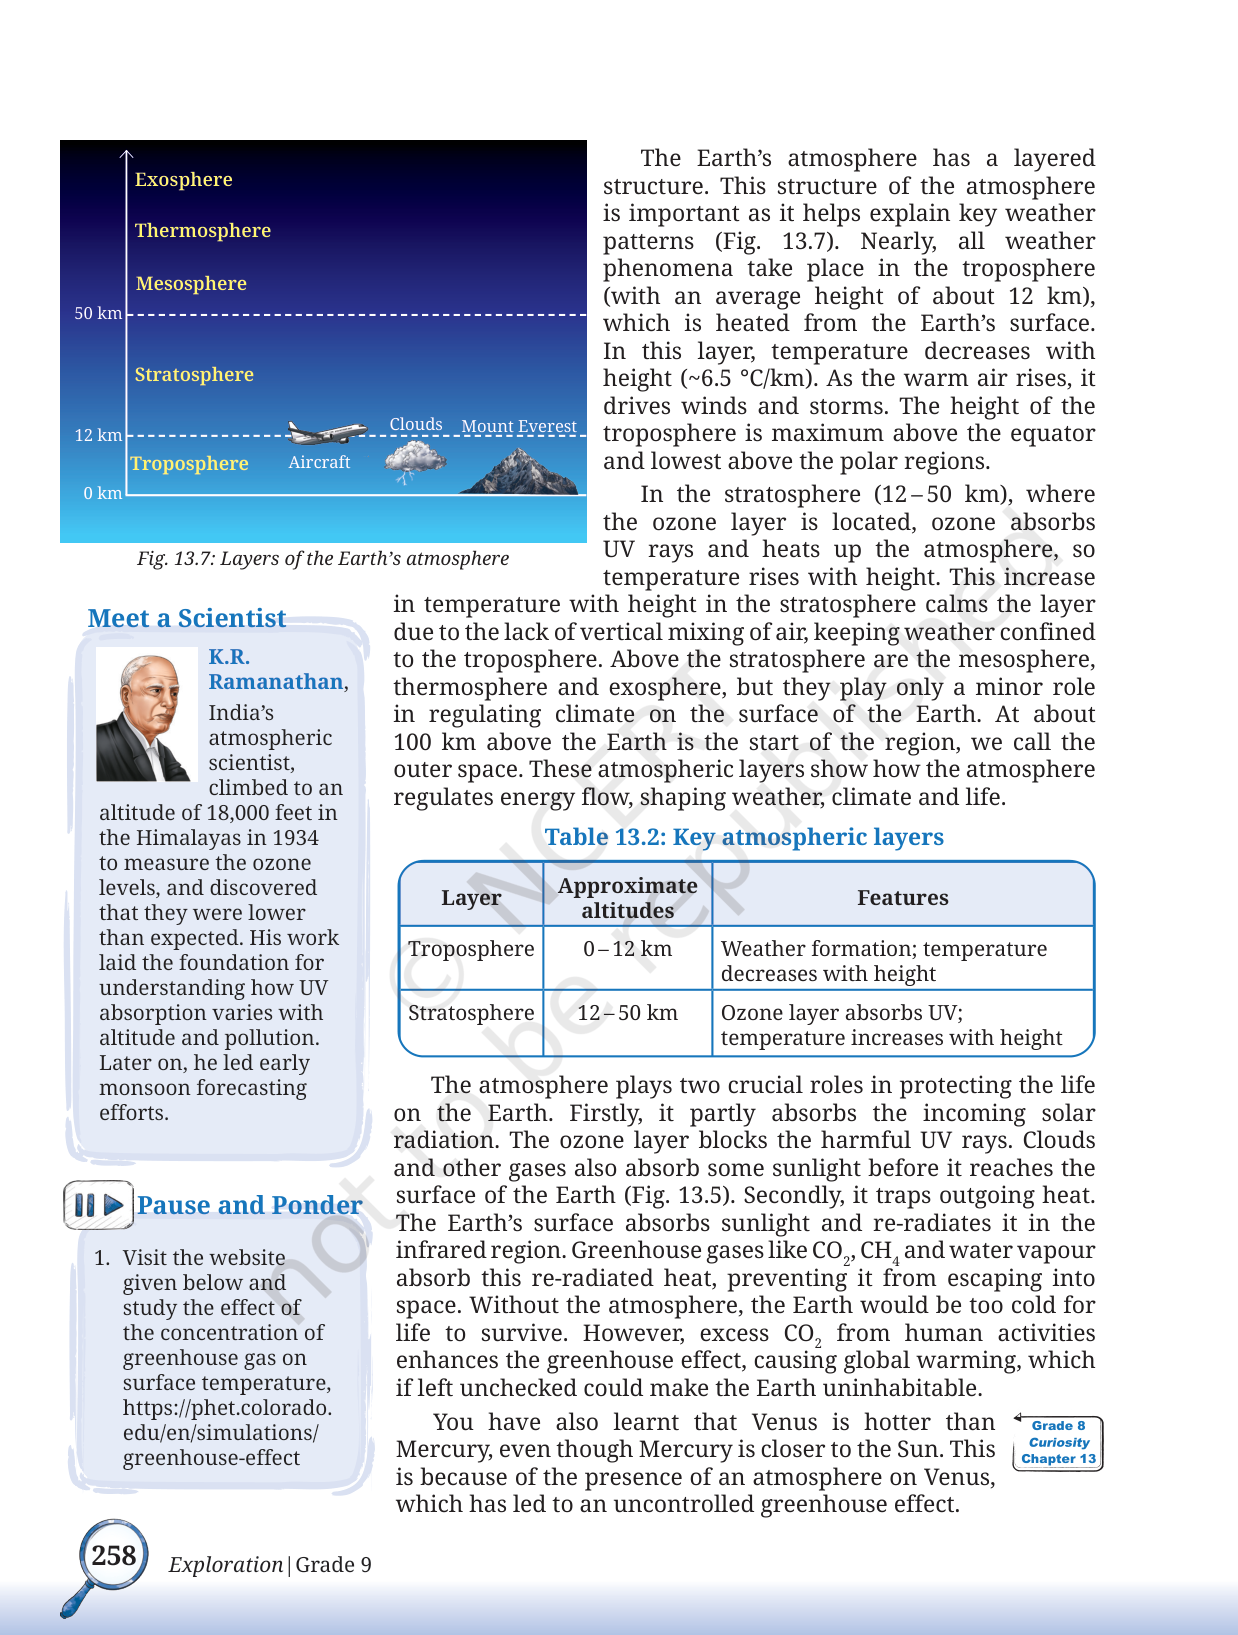 Exosphere
Thermosphere
Mesosphere
50 km
Stratosphere
Clouds
Mount Everest
12 km
Troposphere
Aircraft
0 km
Fig. 13.7: Layers of the Earth’s atmosphere
The Earth’s atmosphere has a layered
structure. This structure of the atmosphere
is important as it helps explain key weather
patterns (Fig. 13.7). Nearly, all weather
phenomena take place in the troposphere
(with an average height of about 12 km),
which is heated from the Earth’s surface.
In this layer, temperature decreases with
height (~6.5 °C/km). As the warm air rises, it
drives winds and storms. The height of the
troposphere is maximum above the equator
and lowest above the polar regions.
In the stratosphere (12 – 50 km), where
the ozone layer is located, ozone absorbs
UV rays and heats up the atmosphere, so
temperature rises with height. This increase
in temperature with height in the stratosphere calms the layer
due to the lack of vertical mixing of air, keeping weather confined
to the troposphere. Above the stratosphere are the mesosphere,
thermosphere and exosphere, but they play only a minor role
in regulating climate on the surface of the Earth. At about
100 km above the Earth is the start of the region, we call the
outer space. These atmospheric layers show how the atmosphere
regulates energy flow, shaping weather, climate and life.
Meet a Scientist
K.R.
Ramanathan,
India’s
atmospheric
scientist,
climbed to an
altitude of 18,000 feet in
the Himalayas in 1934
to measure the ozone
levels, and discovered
that they were lower
than expected. His work
laid the foundation for
understanding how UV
absorption varies with
altitude and pollution.
Later on, he led early
monsoon forecasting
efforts.
Table 13.2: Key atmospheric layers
Layer
Approximate
altitudes
Features
Troposphere
0 – 12 km
Weather formation; temperature
decreases with height
Stratosphere
12 – 50 km
Ozone layer absorbs UV;
temperature increases with height
The atmosphere plays two crucial roles in protecting the life
on the Earth. Firstly, it partly absorbs the incoming solar
radiation. The ozone layer blocks the harmful UV rays. Clouds
and other gases also absorb some sunlight before it reaches the
surface of the Earth (Fig. 13.5). Secondly, it traps outgoing heat.
The Earth’s surface absorbs sunlight and re-radiates it in the
infrared region. Greenhouse gases like CO₂, CH₄ and water vapour
absorb this re-radiated heat, preventing it from escaping into
space. Without the atmosphere, the Earth would be too cold for
life to survive. However, excess CO₂ from human activities
enhances the greenhouse effect, causing global warming, which
if left unchecked could make the Earth uninhabitable.
You have also learnt that Venus is hotter than
Mercury, even though Mercury is closer to the Sun. This
is because of the presence of an atmosphere on Venus,
which has led to an uncontrolled greenhouse effect.
Grade 8
Curiosity
Chapter 13
Pause and Ponder
1. Visit the website
given below and
study the effect of
the concentration of
greenhouse gas on
surface temperature,
https://phet.colorado.
edu/en/simulations/
greenhouse-effect
© NCERT
not to be republished
258
Exploration|Grade 9